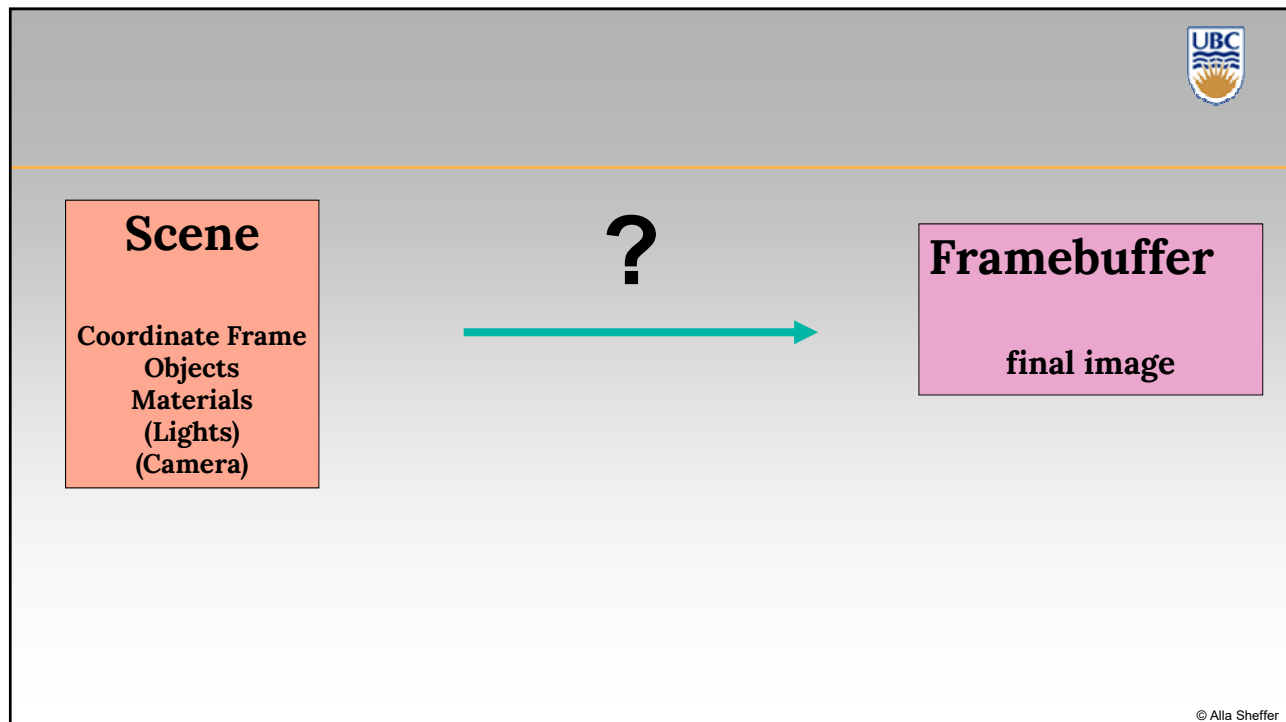 UBC
Scene
Coordinate Frame
Objects
Materials
(Lights)
(Camera)
?
Framebuffer
final image
© Alla Sheffer